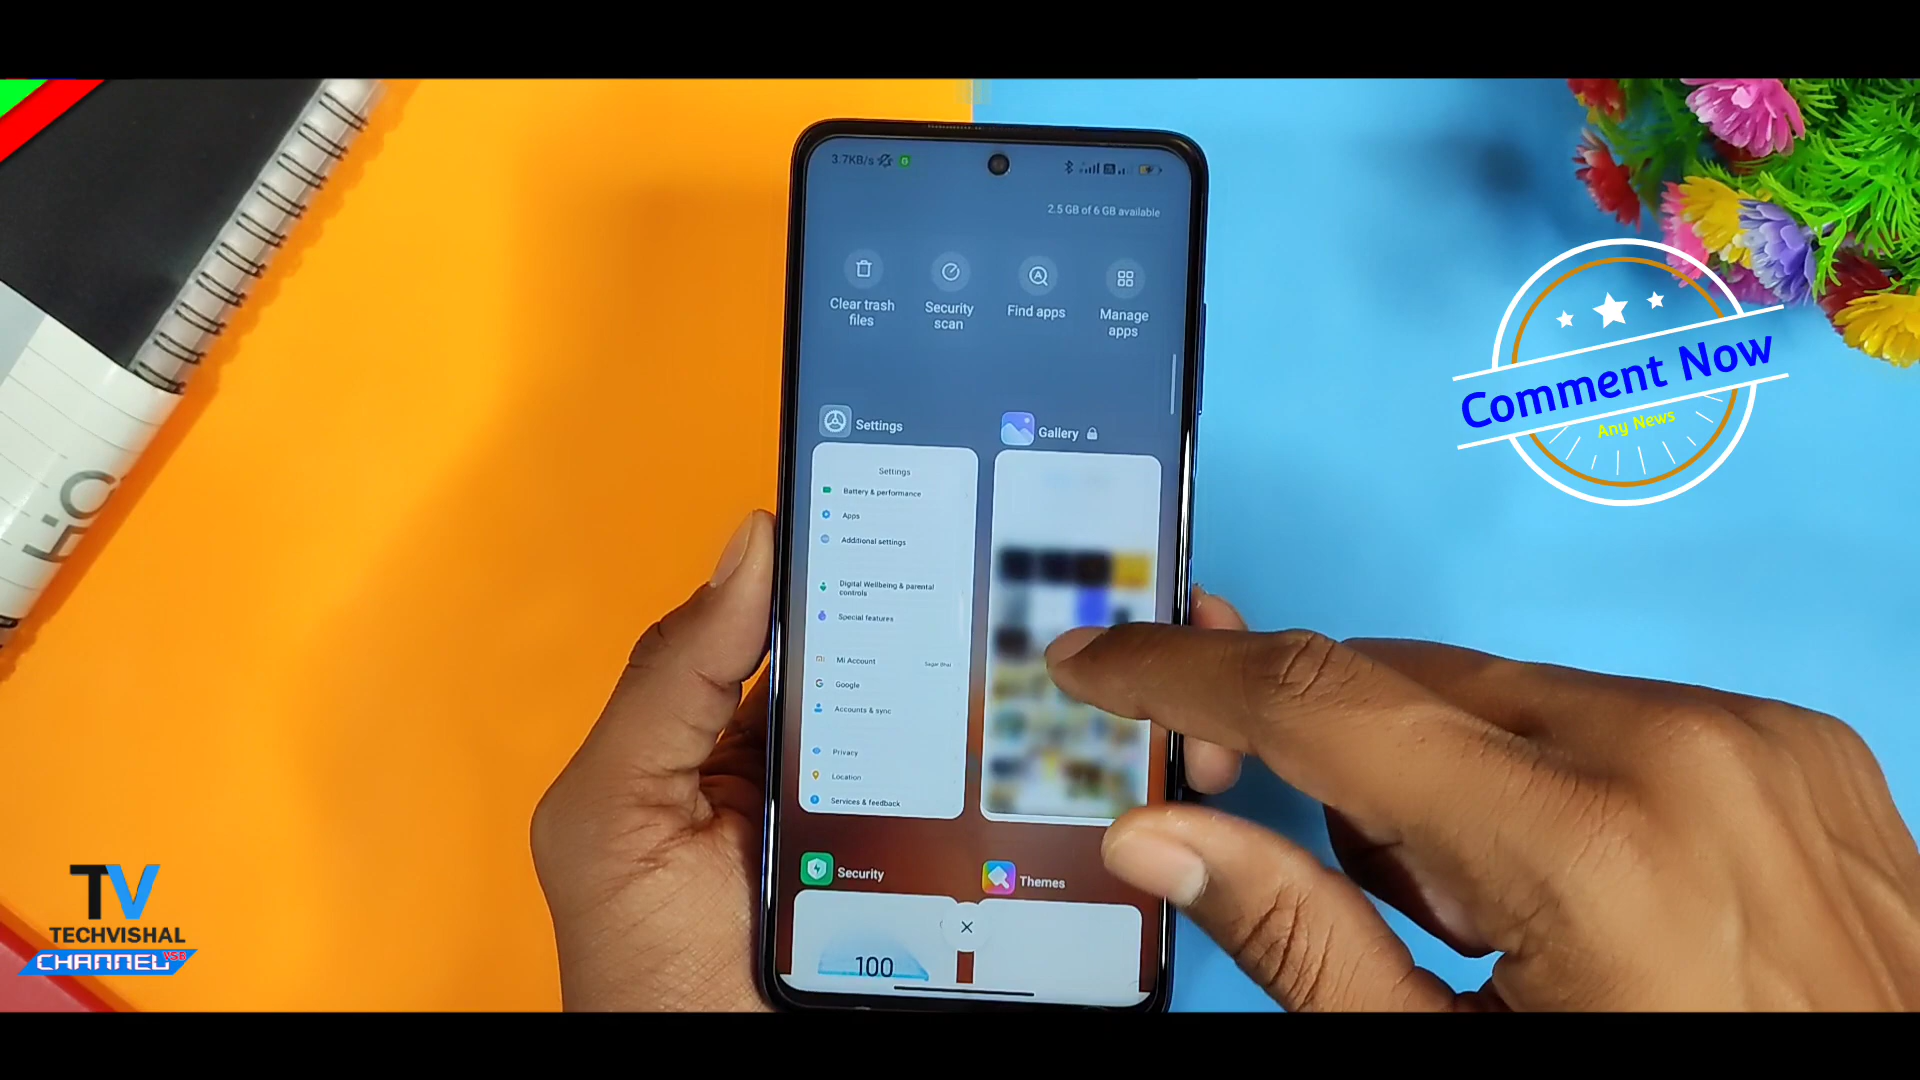 3.7KB/s
2.5 GB of 6 GB available
Clear trash
files
Security
scan
Find apps
Manage
apps
Settings
Gallery
Settings
Battery & performance
Apps
Additional settings
Digital Wellbeing & parental
controls
Special features
Mi Account
Google
Accounts & sync
Privacy
Location
Services & feedback
Security
Themes
100
Comment Now
Any News
TV
TECHVISHAL
CHANNEL VSB